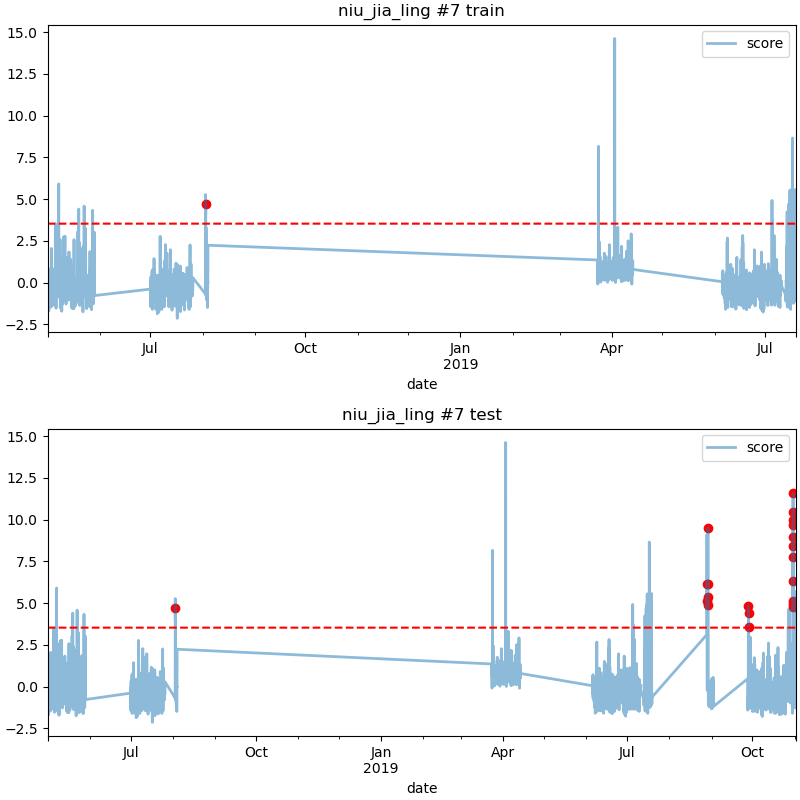 niu_jia_ling #7 train
15.0
score
12.5
10.0
7.5
5.0
2.5
0.0
−2.5
Jul
Oct
Jan
Apr
Jul
2019
date
niu_jia_ling #7 test
15.0
score
12.5
10.0
7.5
5.0
2.5
0.0
−2.5
Jul
Oct
Jan
Apr
Jul
Oct
2019
date